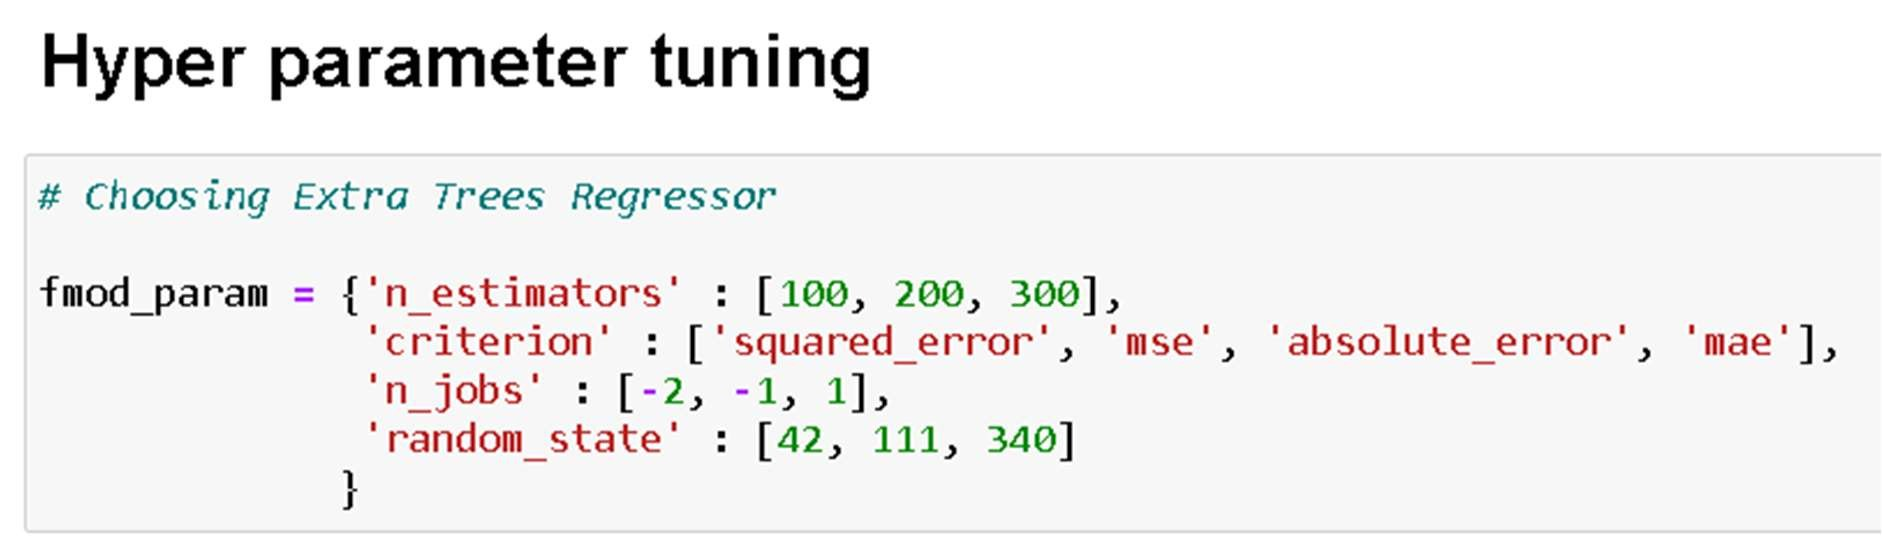 Hyper parameter tuning
# Choosing Extra Trees Regressor
fmod_param = {'n_estimators' : [100, 200, 300],
'criterion' : ['squared_error', 'mse', 'absolute_error', 'mae'],
'n_jobs' : [-2, -1, 1],
'random_state' : [42, 111, 340]
}